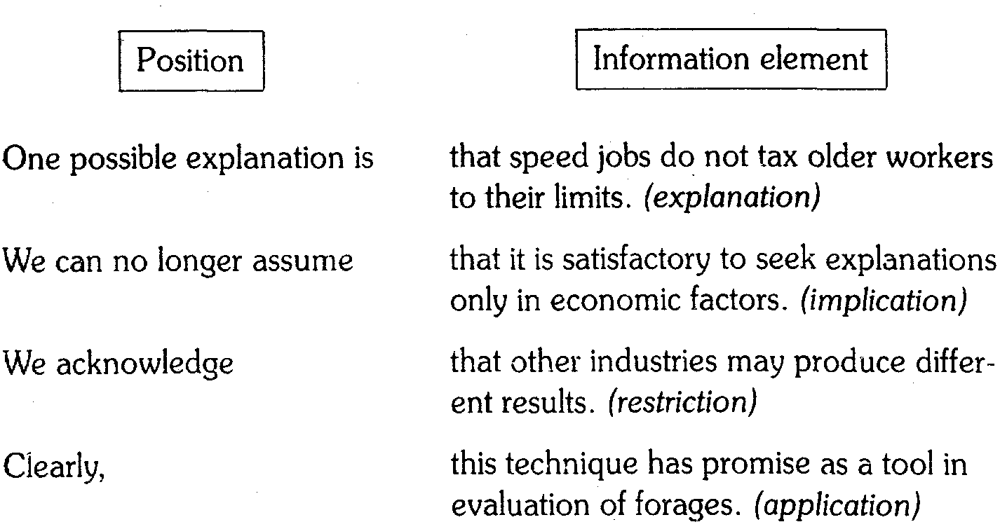 Position
Information element
One possible explanation is
that speed jobs do not tax older workers
to their limits. (explanation)
We can no longer assume
that it is satisfactory to seek explanations
only in economic factors. (implication)
We acknowledge
that other industries may produce differ-
ent results. (restriction)
Clearly,
this technique has promise as a tool in
evaluation of forages. (application)